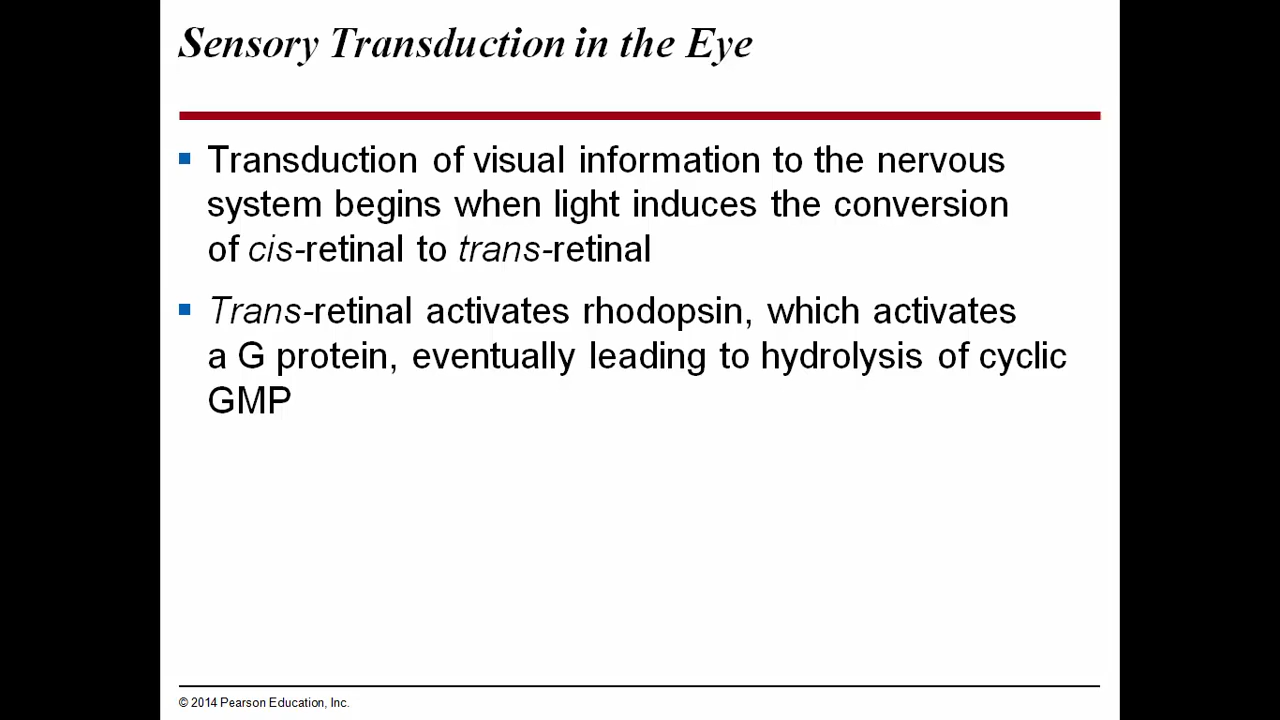 Sensory Transduction in the Eye
Transduction of visual information to the nervous
system begins when light induces the conversion
of cis-retinal to trans-retinal
Trans-retinal activates rhodopsin, which activates
a G protein, eventually leading to hydrolysis of cyclic
GMP
© 2014 Pearson Education, Inc.